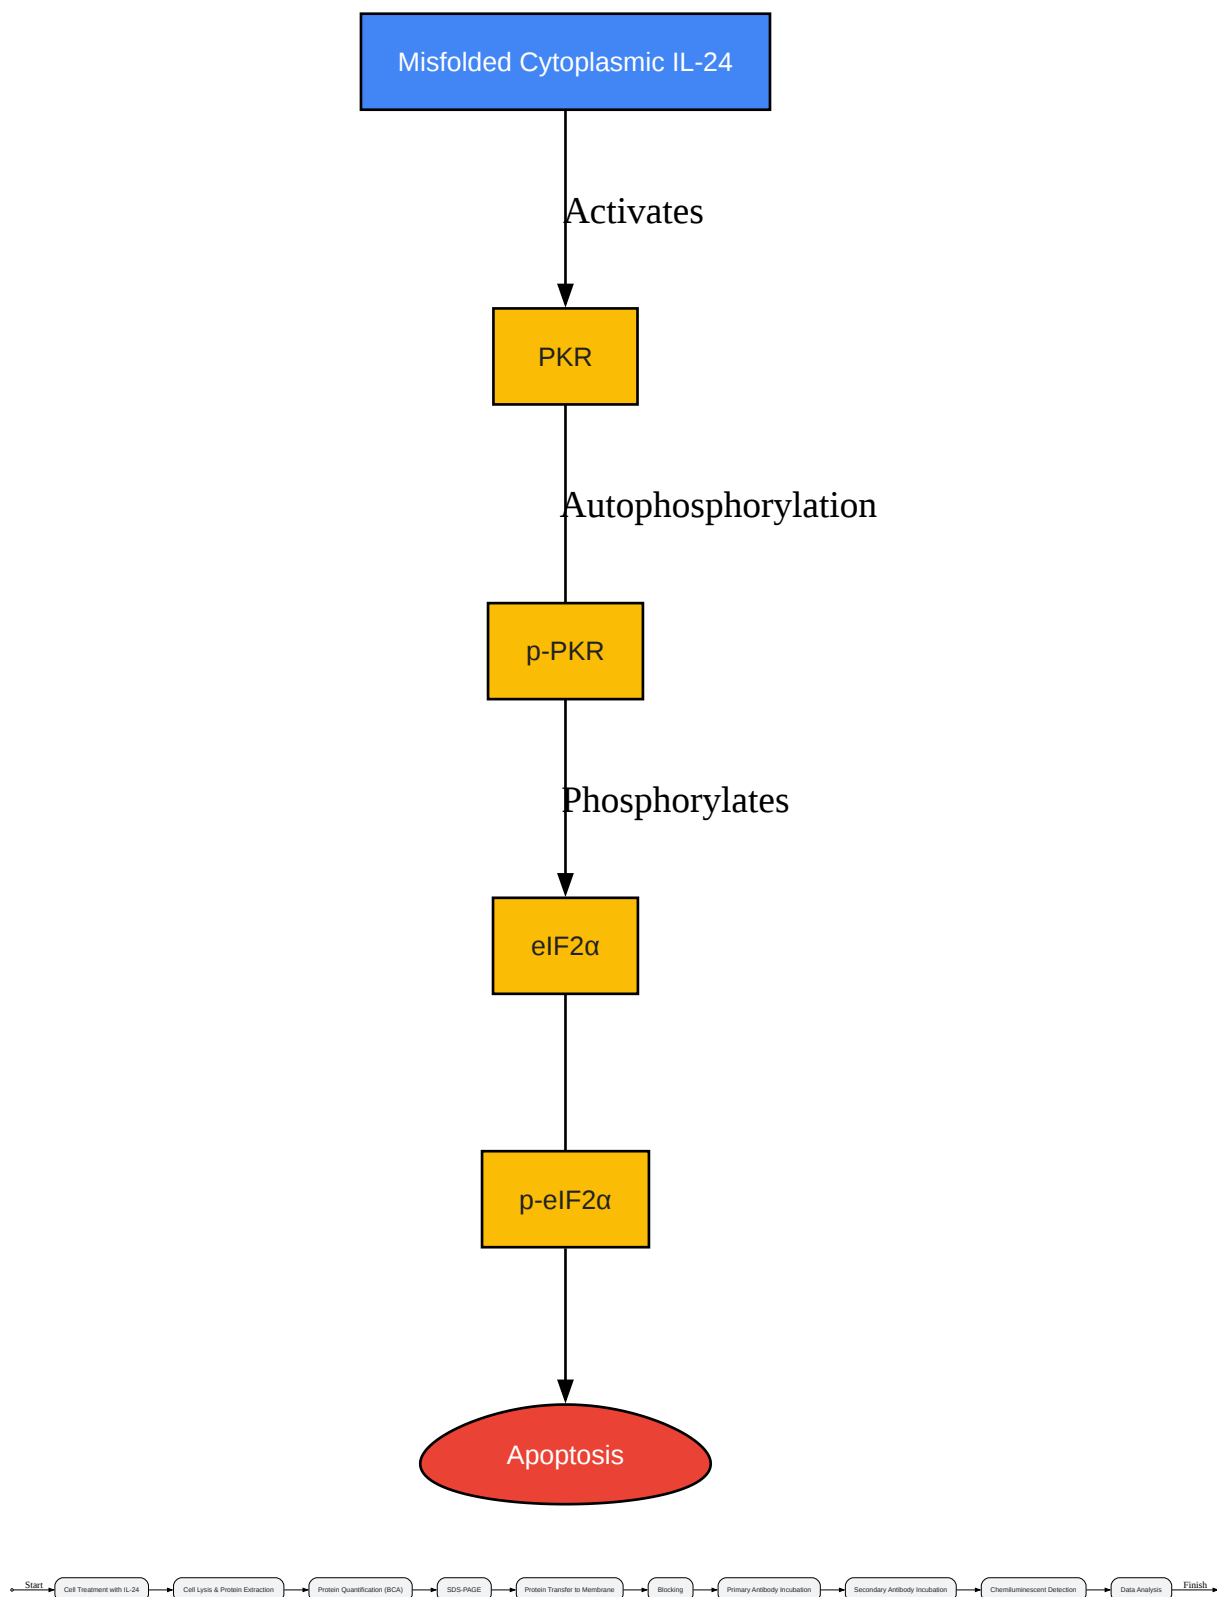 Misfolded Cytoplasmic IL-24
Activates
PKR
Autophosphorylation
p-PKR
Phosphorylates
eIF2α
p-eIF2α
Apoptosis
Start
Cell Treatment with IL-24
Cell Lysis & Protein Extraction
Protein Quantification (BCA)
SDS-PAGE
Protein Transfer to Membrane
Blocking
Primary Antibody Incubation
Secondary Antibody Incubation
Chemiluminescent Detection
Data Analysis
Finish